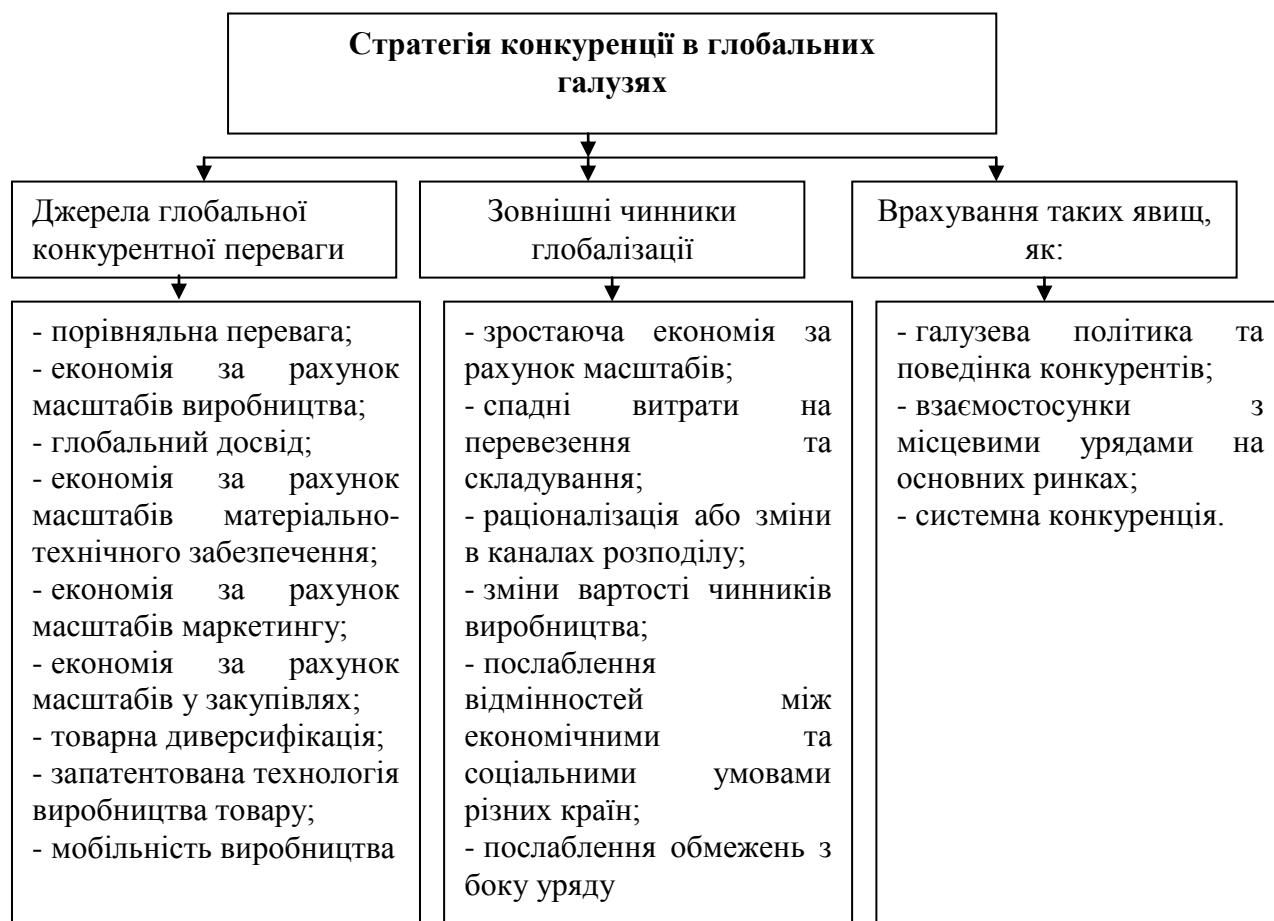 Стратегія конкуренції в глобальних
галузях
Джерела глобальної
конкурентної переваги
Зовнішні чинники
глобалізації
Врахування таких явищ,
як:
- порівняльна перевага;
- економія за рахунок
масштабів виробництва;
- глобальний досвід;
- економія за рахунок
масштабів матеріально-
технічного забезпечення;
- економія за рахунок
масштабів маркетингу;
- економія за рахунок
масштабів у закупівлях;
- товарна диверсифікація;
- запатентована технологія
виробництва товару;
- мобільність виробництва
- зростаюча економія за
рахунок масштабів;
- спадні витрати на
перевезення та
складування;
- раціоналізація або зміни
в каналах розподілу;
- зміни вартості чинників
виробництва;
- послаблення
відмінностей між
економічними та
соціальними умовами
різних країн;
- послаблення обмежень з
боку уряду
- галузева політика та
поведінка конкурентів;
- взаємостосунки з
місцевими урядами на
основних ринках;
- системна конкуренція.